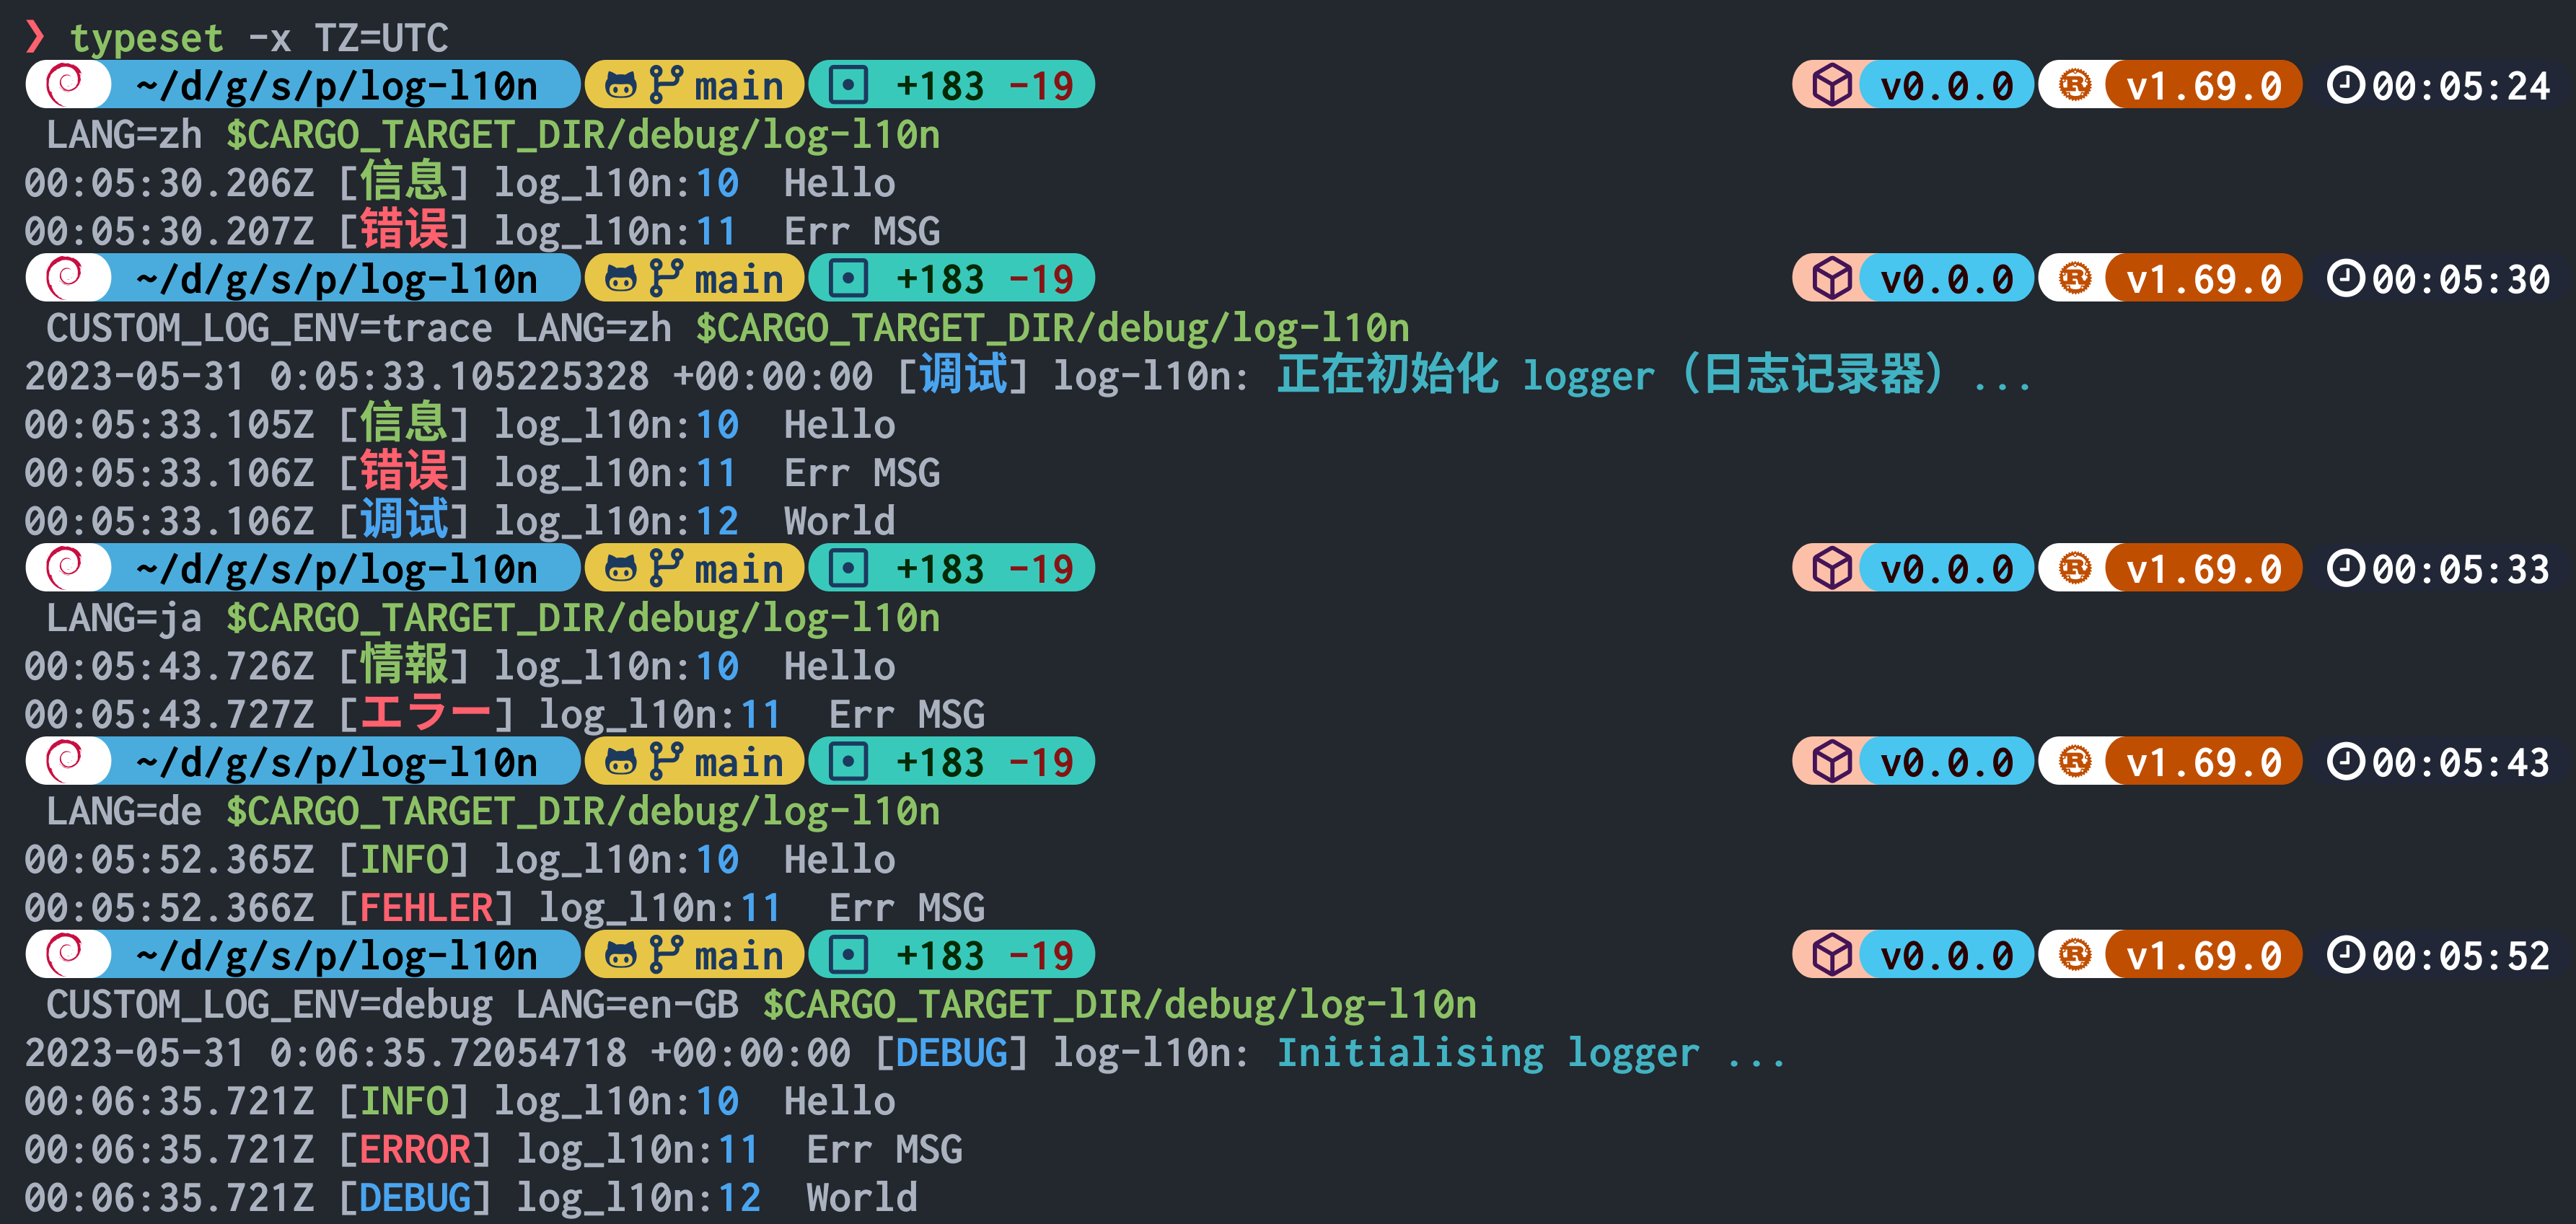 ❯ typeset -x TZ=UTC
~/d/g/s/p/log-l10n main +183 -19 v0.0.0 v1.69.0 00:05:24
LANG=zh $CARGO_TARGET_DIR/debug/log-l10n
00:05:30.206Z [信息] log_l10n:10  Hello
00:05:30.207Z [错误] log_l10n:11  Err MSG
~/d/g/s/p/log-l10n main +183 -19 v0.0.0 v1.69.0 00:05:30
CUSTOM_LOG_ENV=trace LANG=zh $CARGO_TARGET_DIR/debug/log-l10n
2023-05-31 0:05:33.105225328 +00:00:00 [调试] log-l10n: 正在初始化 logger（日志记录器）...
00:05:33.105Z [信息] log_l10n:10  Hello
00:05:33.106Z [错误] log_l10n:11  Err MSG
00:05:33.106Z [调试] log_l10n:12  World
~/d/g/s/p/log-l10n main +183 -19 v0.0.0 v1.69.0 00:05:33
LANG=ja $CARGO_TARGET_DIR/debug/log-l10n
00:05:43.726Z [情報] log_l10n:10  Hello
00:05:43.727Z [エラー] log_l10n:11  Err MSG
~/d/g/s/p/log-l10n main +183 -19 v0.0.0 v1.69.0 00:05:43
LANG=de $CARGO_TARGET_DIR/debug/log-l10n
00:05:52.365Z [INFO] log_l10n:10  Hello
00:05:52.366Z [FEHLER] log_l10n:11  Err MSG
~/d/g/s/p/log-l10n main +183 -19 v0.0.0 v1.69.0 00:05:52
CUSTOM_LOG_ENV=debug LANG=en-GB $CARGO_TARGET_DIR/debug/log-l10n
2023-05-31 0:06:35.72054718 +00:00:00 [DEBUG] log-l10n: Initialising logger ...
00:06:35.721Z [INFO] log_l10n:10  Hello
00:06:35.721Z [ERROR] log_l10n:11  Err MSG
00:06:35.721Z [DEBUG] log_l10n:12  World